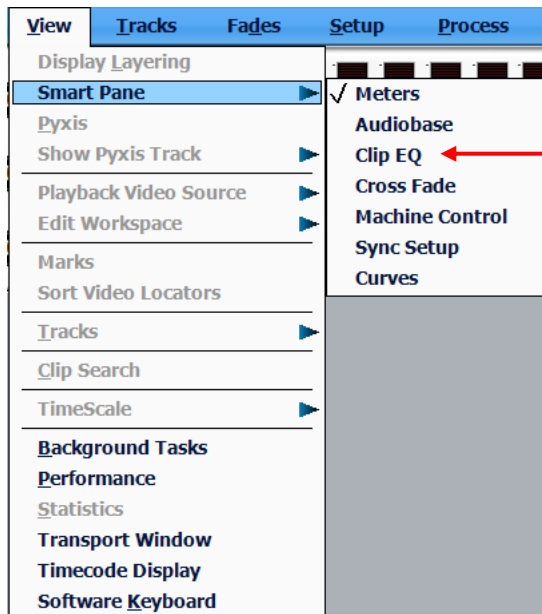 View Tracks Fades Setup Process
Display Layering
Smart Pane
Pyxis
Show Pyxis Track
Playback Video Source
Edit Workspace
Marks
Sort Video Locators
Tracks
Clip Search
TimeScale
Background Tasks
Performance
Statistics
Transport Window
Timecode Display
Software Keyboard
Meters
Audiobase
Clip EQ
Cross Fade
Machine Control
Sync Setup
Curves